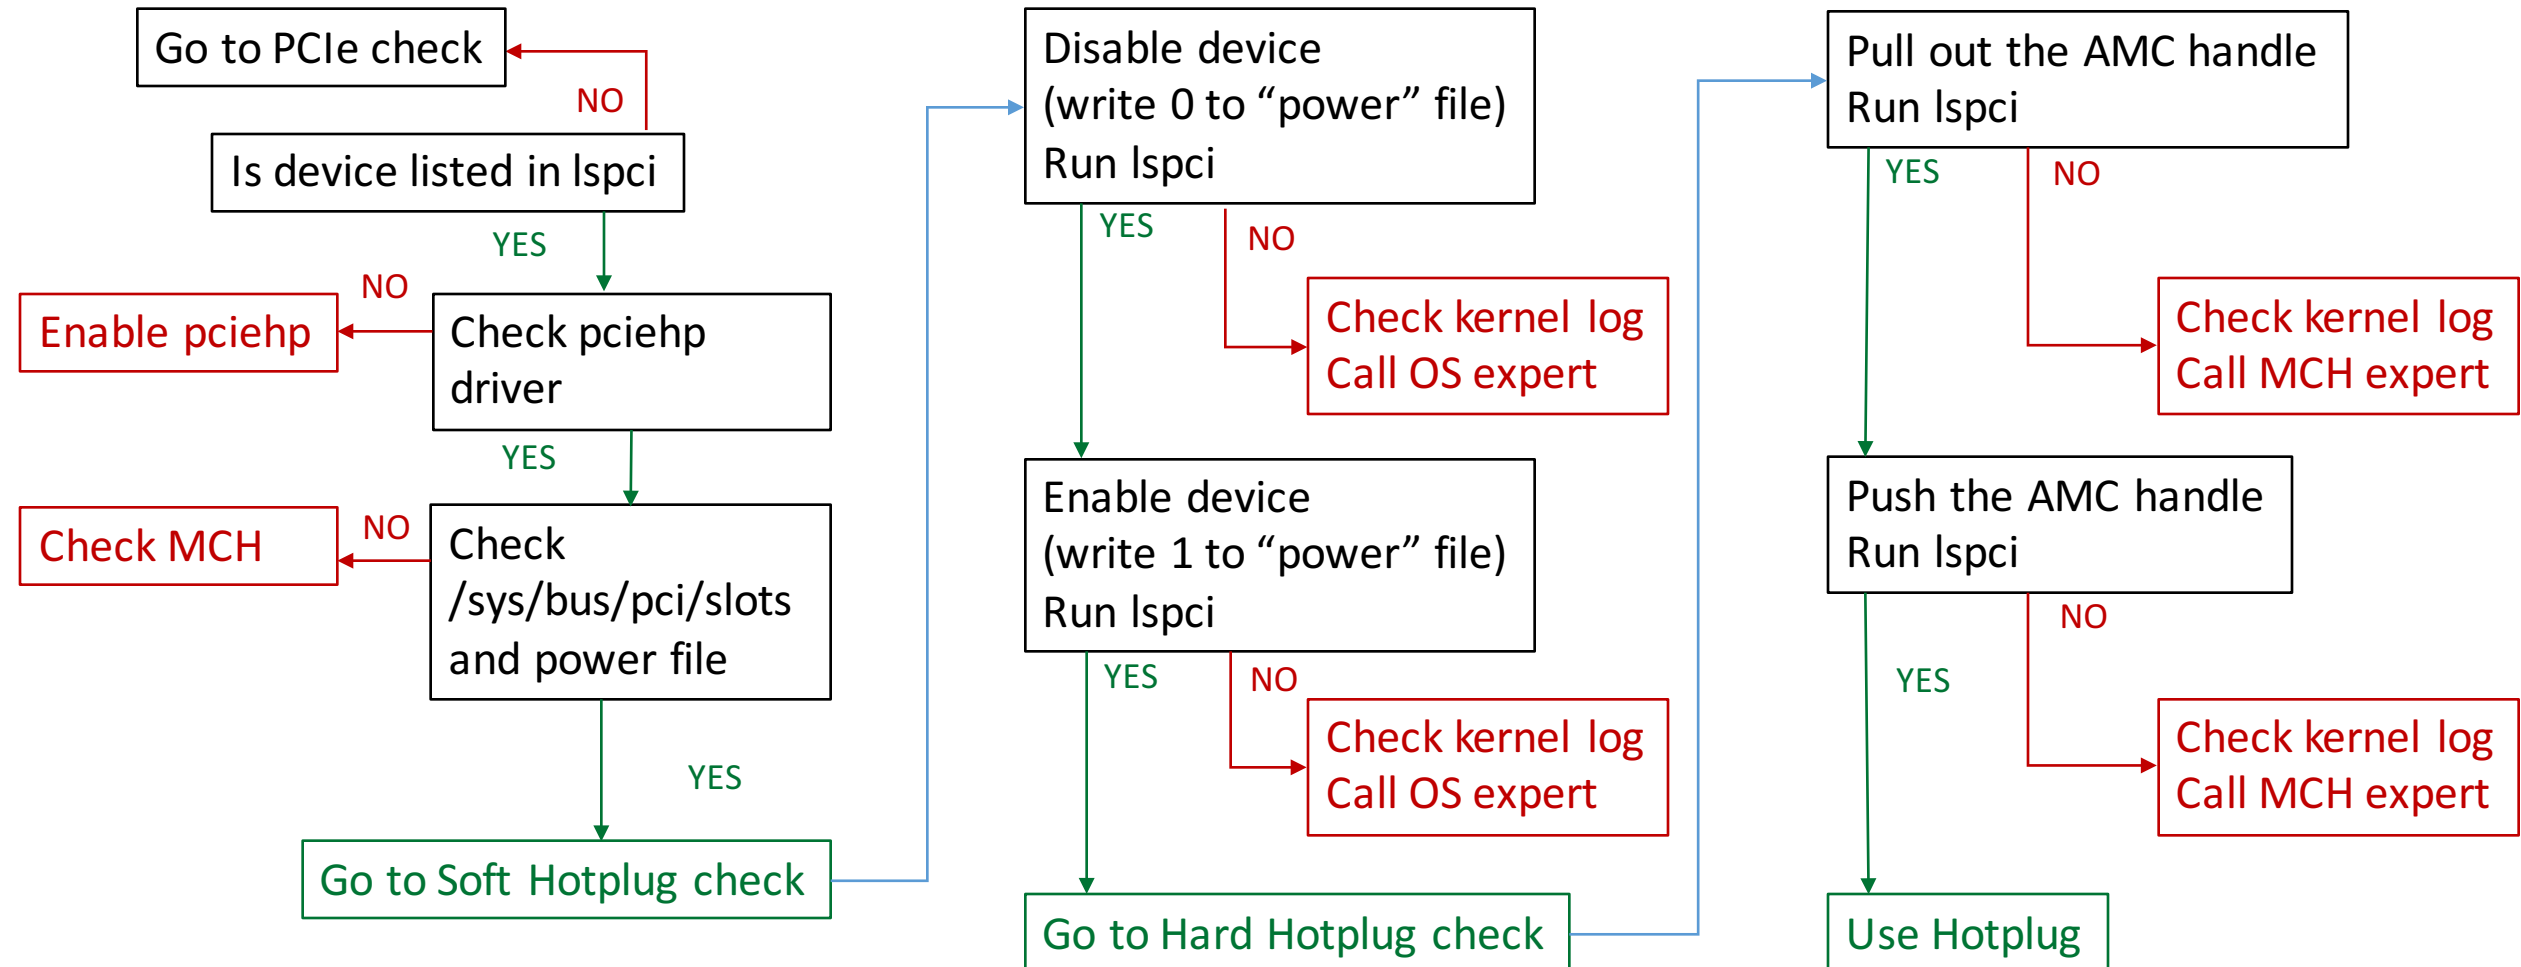 Go to PCIe check
NO
Is device listed in lspci
YES
NO
Enable pciehp
Check pciehp
driver
YES
NO
Check MCH
Check
/sys/bus/pci/slots
and power file
YES
Go to Soft Hotplug check
Disable device
(write 0 to “power” file)
Run lspci
YES
NO
Check kernel log
Call OS expert
Enable device
(write 1 to “power” file)
Run lspci
YES
NO
Check kernel log
Call OS expert
Go to Hard Hotplug check
Pull out the AMC handle
Run lspci
YES
NO
Check kernel log
Call MCH expert
Push the AMC handle
Run lspci
NO
YES
Check kernel log
Call MCH expert
Use Hotplug